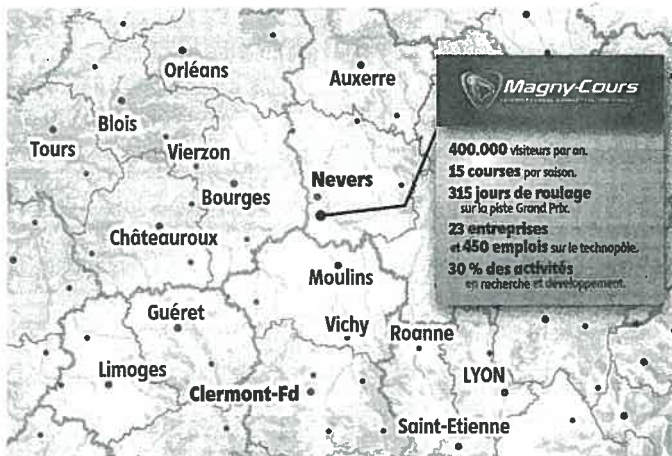 Orléans
Auxerre
Blois
Tours
Vierzon
Bourges
Nevers
Châteauroux
Moulins
Guéret
Vichy
Roanne
Limoges
LYON
Clermont-Fd
Saint-Etienne
Magny-Cours
400.000 visiteurs par an.
15 courses par saison.
315 jours de roulage
sur la piste Grand Prix.
23 entreprises
et 450 emplois sur le technopôle.
30 % des activités
en recherche et développement.